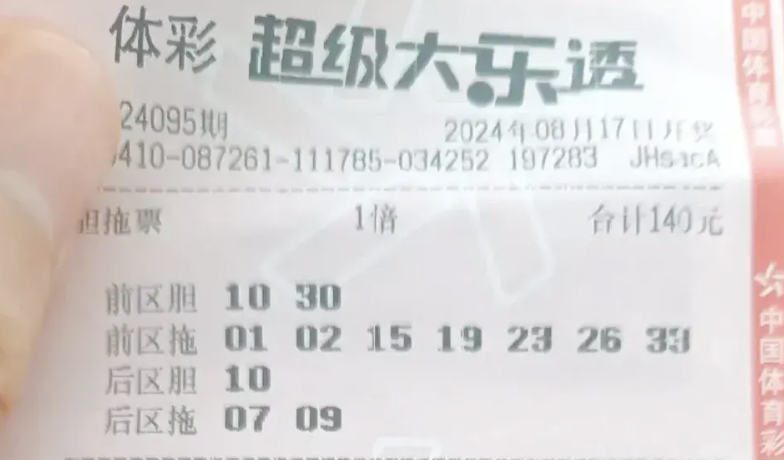 体彩 超级大乐透
24095期 2024年08月17日开奖
410-087261-111785-034252 197283 JHsacA
胆拖票 1倍 合计140元
前区胆 10 30
前区拖 01 02 15 19 23 26 33
后区胆 10
后区拖 07 09
中国体育彩票
中国体育彩